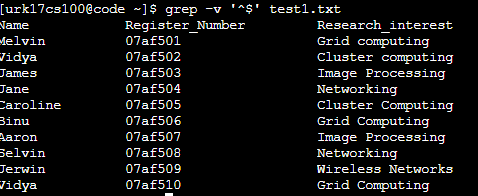 [urk17cs100@code ~]$ grep -v '^$' test1.txt
Name Register_Number Research_interest
Melvin 07af501 Grid computing
Vidya 07af502 Cluster computing
James 07af503 Image Processing
Jane 07af504 Networking
Caroline 07af505 Cluster Computing
Binu 07af506 Grid Computing
Aaron 07af507 Image Processing
Selvin 07af508 Networking
Jerwin 07af509 Wireless Networks
Vidya 07af510 Grid Computing